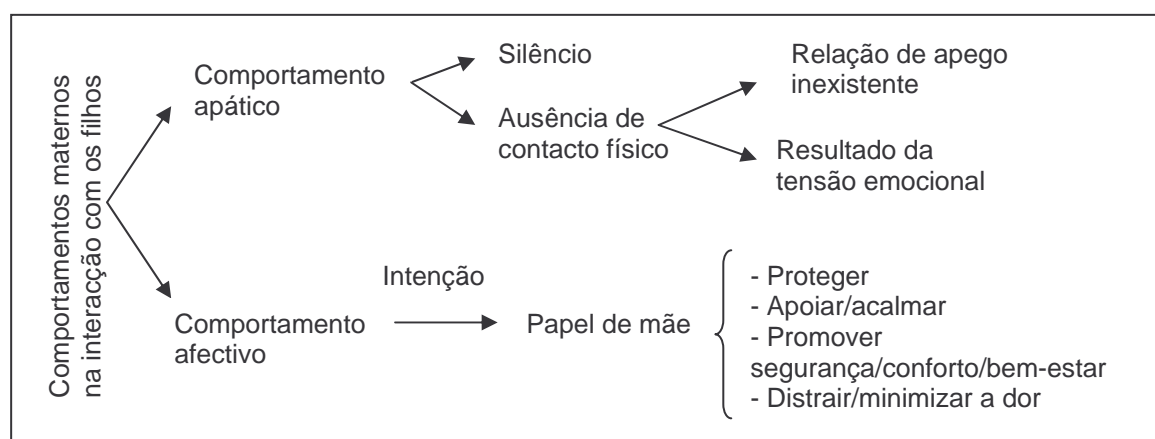 Comportamentos maternos
na interacção com os filhos
Comportamento
apático
Silêncio
Ausência de
contacto físico
Relação de apego
inexistente
Resultado da
tensão emocional
Comportamento
afectivo
Intenção
Papel de mãe
- Proteger
- Apoiar/acalmar
- Promover
segurança/conforto/bem-estar
- Distrair/minimizar a dor